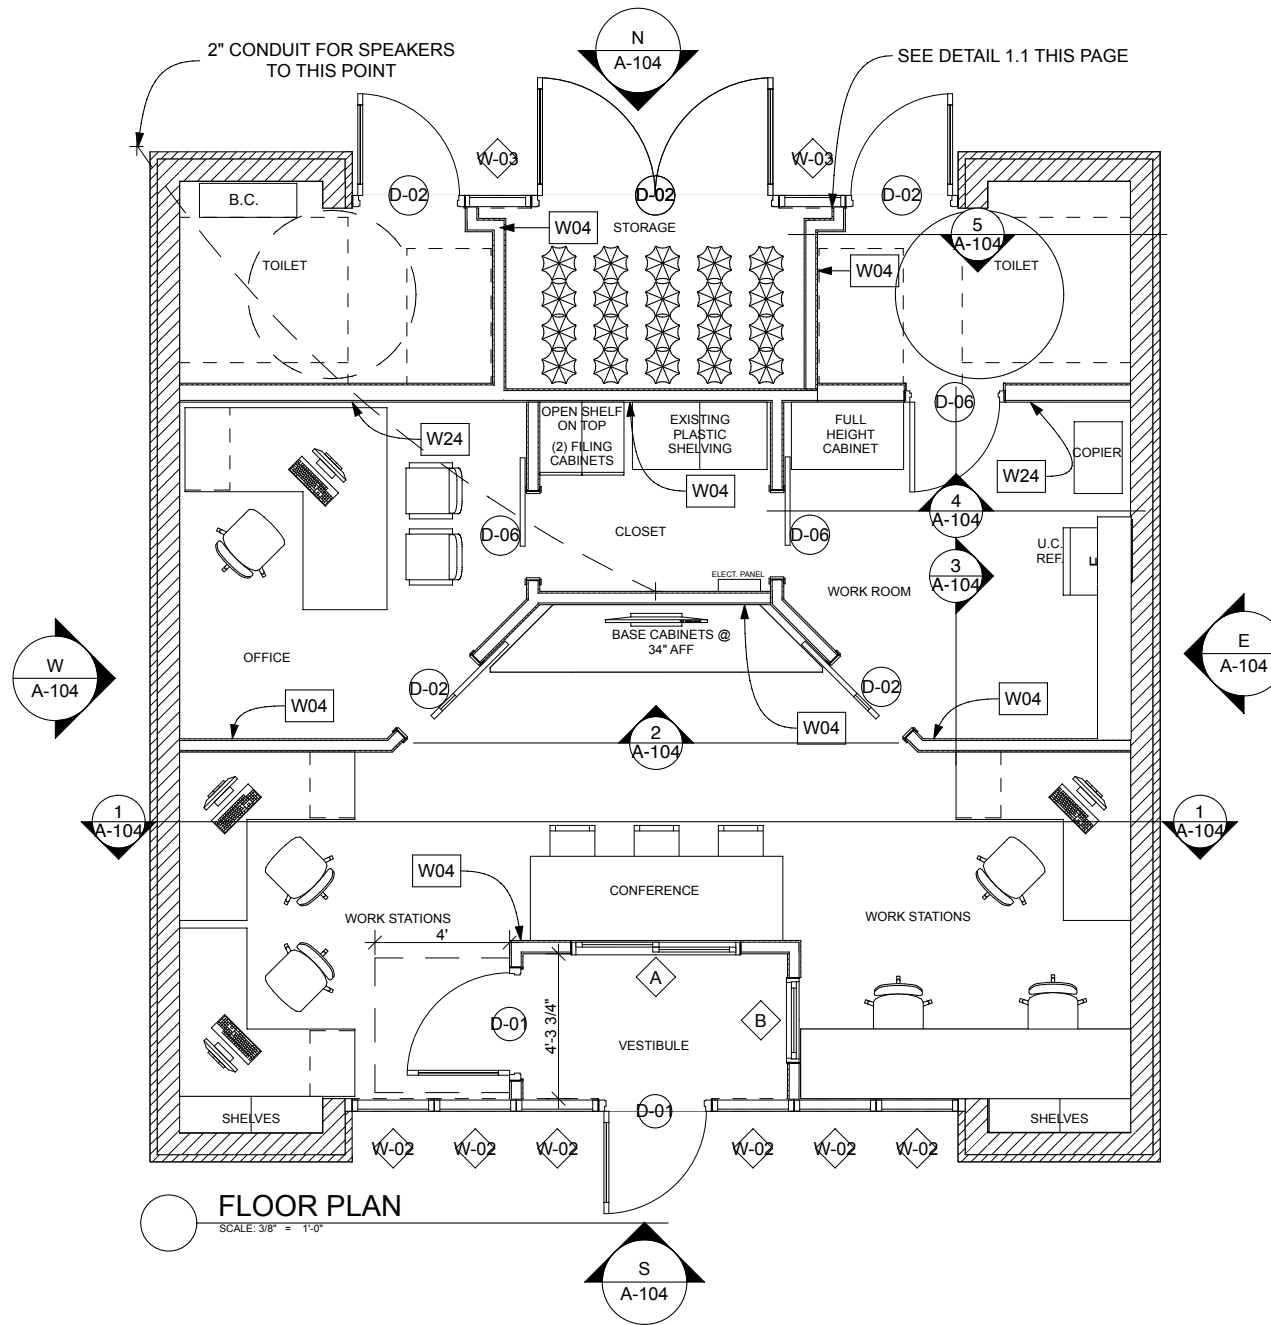 N
A-104
2" CONDUIT FOR SPEAKERS
TO THIS POINT
SEE DETAIL 1.1 THIS PAGE
W-03
W-03
D-02
D-02
D-02
B.C.
W04
STORAGE
5
A-104
TOILET
W04
TOILET
D-06
OPEN SHELF
ON TOP
(2) FILING
CABINETS
EXISTING
PLASTIC
SHELVING
FULL
HEIGHT
CABINET
W24
COPIER
W24
W04
4
A-104
D-06
CLOSET
D-06
U.C.
REF.
3
A-104
ELECT. PANEL
WORK ROOM
BASE CABINETS @
34" AFF
W
A-104
OFFICE
E
A-104
D-02
D-02
W04
W04
W04
2
A-104
1
A-104
1
A-104
W04
CONFERENCE
WORK STATIONS
WORK STATIONS
4'
A
B
D-01
4'-3 3/4"
VESTIBULE
SHELVES
D-01
SHELVES
W-02
W-02
W-02
W-02
W-02
W-02
FLOOR PLAN
SCALE: 3/8" = 1'-0"
S
A-104